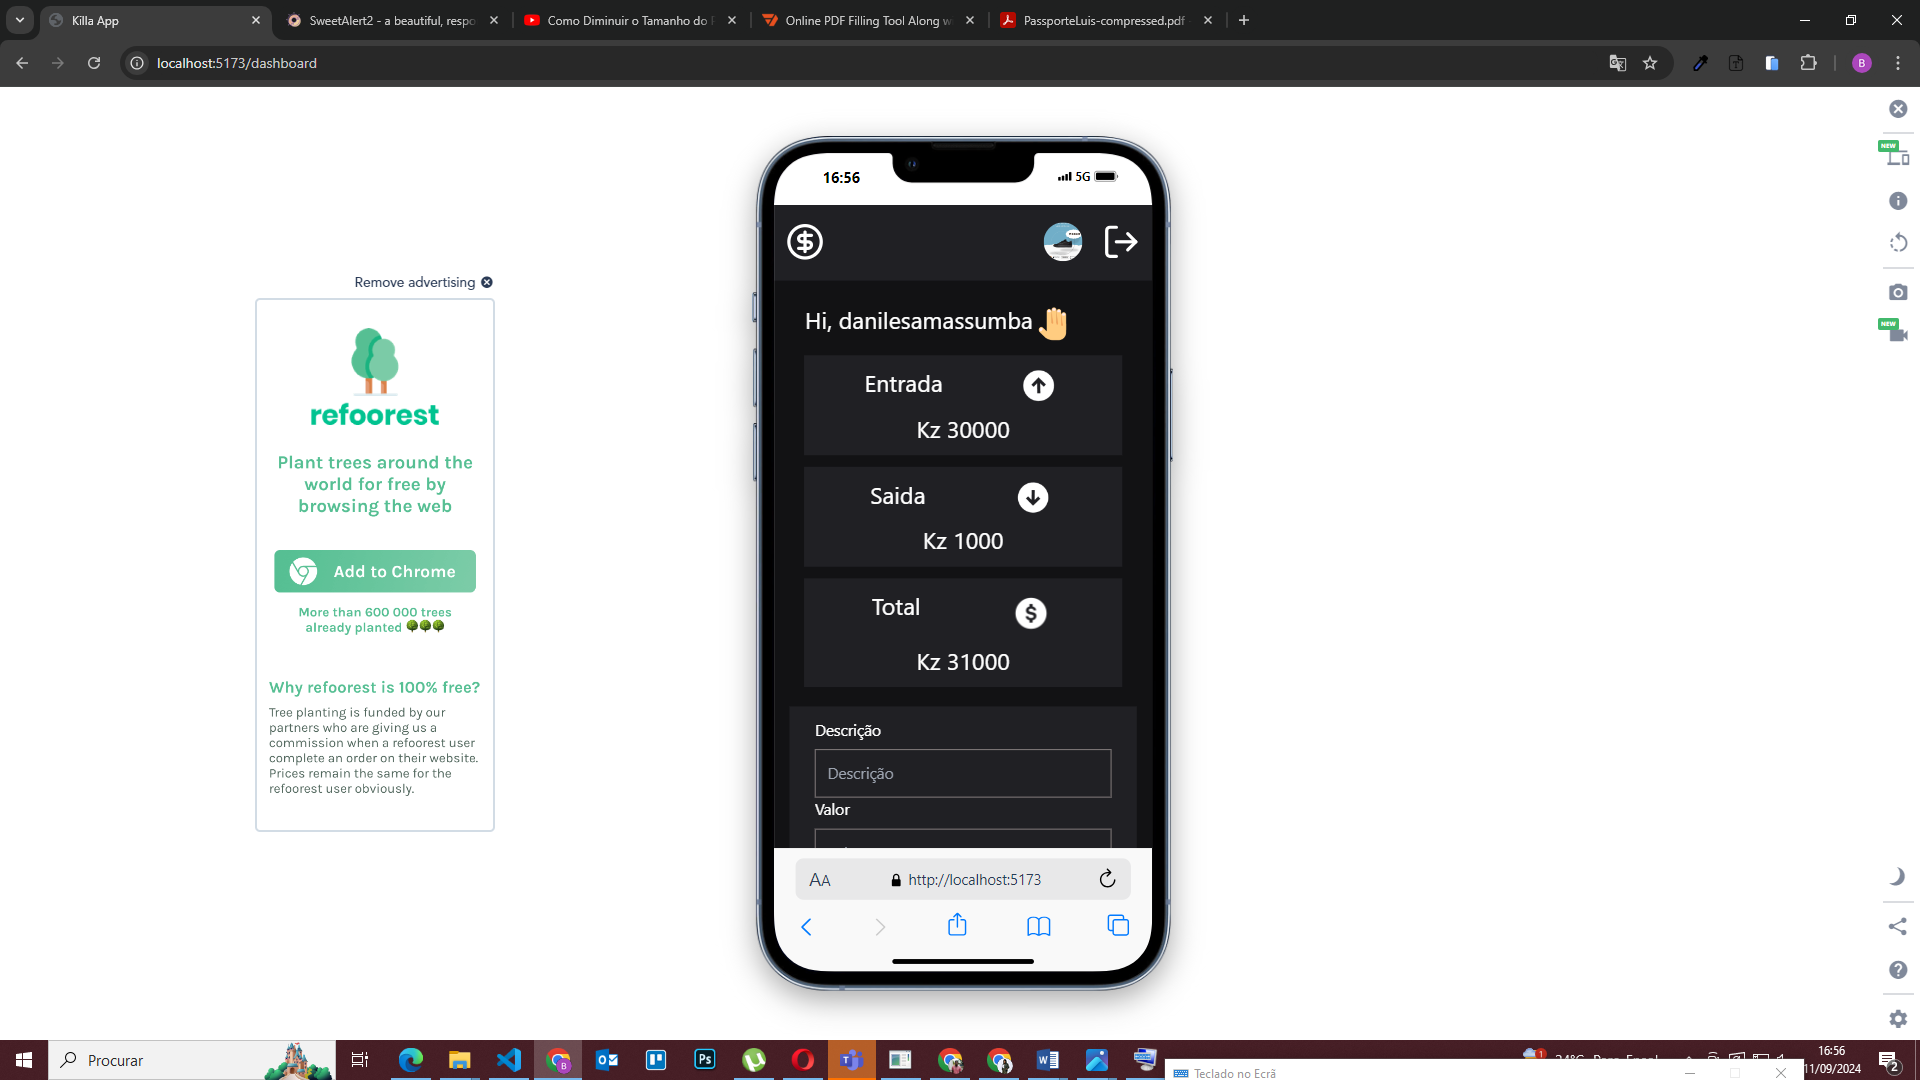 Killa App
SweetAlert2 - a beautiful, respo
Como Diminuir o Tamanho do
Online PDF Filling Tool Along w
PassporteLuis-compressed.pdf
localhost:5173/dashboard
B
16:56
5G
NEW
NEW
Remove advertising
refoorest
Plant trees around the
world for free by
browsing the web
Add to Chrome
More than 600 000 trees
already planted
Why refoorest is 100% free?
Tree planting is funded by our
partners who are giving us a
commission when a refoorest user
complete an order on their website.
Prices remain the same for the
refoorest user obviously.
Hi, danilesamassumba
Entrada
Kz 30000
Saida
Kz 1000
Total
Kz 31000
Descrição
Descrição
Valor
AA
http://localhost:5173
Procurar
Ps
W
1
16:56
11/09/2024
2
Teclado no Ecrã